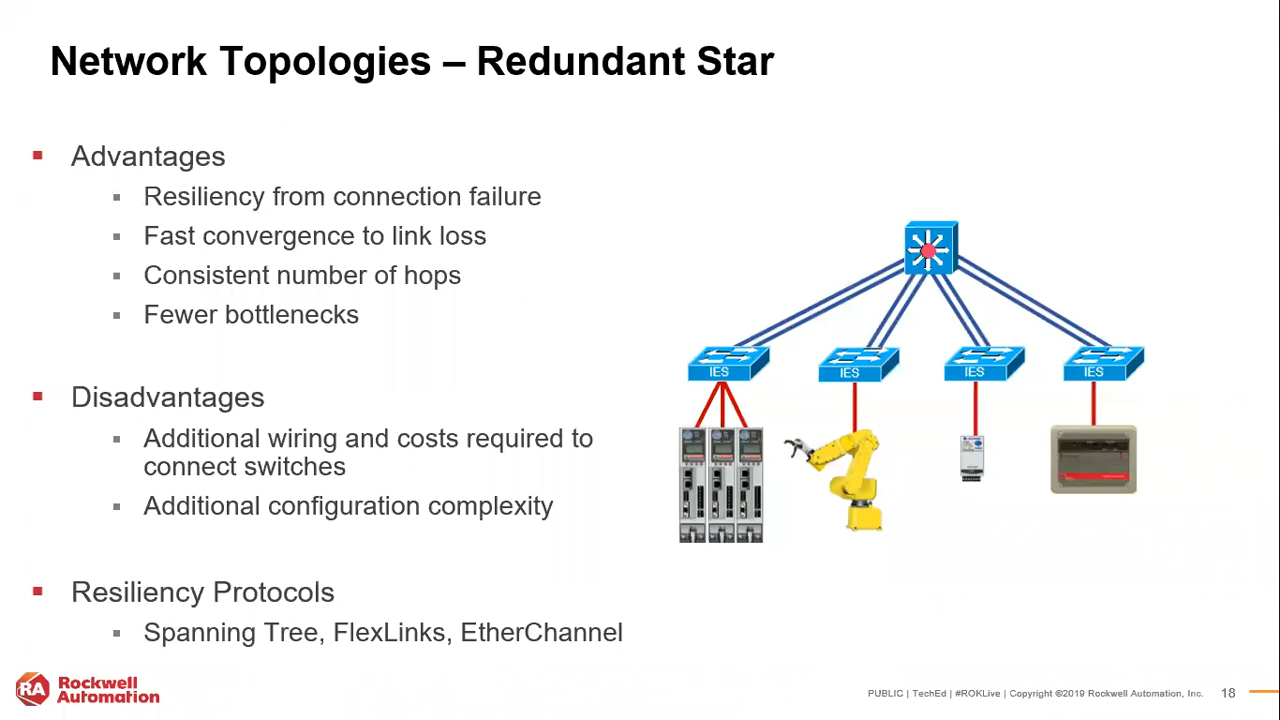 Network Topologies – Redundant Star
Advantages
Resiliency from connection failure
Fast convergence to link loss
Consistent number of hops
Fewer bottlenecks
Disadvantages
Additional wiring and costs required to
connect switches
Additional configuration complexity
Resiliency Protocols
Spanning Tree, FlexLinks, EtherChannel
IES IES IES IES
RA Rockwell
Automation
PUBLIC | TechEd | #ROKLive | Copyright ©2019 Rockwell Automation, Inc. 18